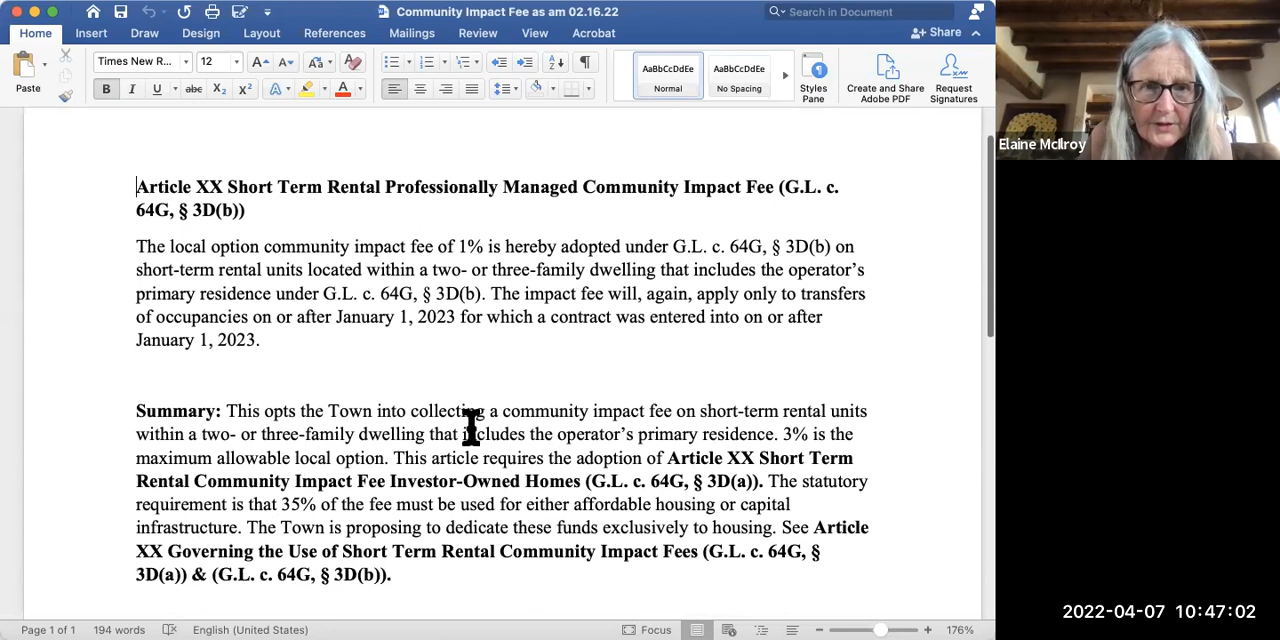 Community Impact Fee as am 02.16.22
Search in Document
Home Insert Draw Design Layout References Mailings Review View Acrobat Share
Paste
Times New R... 12
AaBbCcDdEe
Normal
AaBbCcDdEe
No Spacing
Styles Pane
Create and Share Adobe PDF
Request Signatures
Elaine McIlroy
Article XX Short Term Rental Professionally Managed Community Impact Fee (G.L. c.
64G, § 3D(b))
The local option community impact fee of 1% is hereby adopted under G.L. c. 64G, § 3D(b) on
short-term rental units located within a two- or three-family dwelling that includes the operator's
primary residence under G.L. c. 64G, § 3D(b). The impact fee will, again, apply only to transfers
of occupancies on or after January 1, 2023 for which a contract was entered into on or after
January 1, 2023.
Summary: This opts the Town into collecting a community impact fee on short-term rental units
within a two- or three-family dwelling that includes the operator's primary residence. 3% is the
maximum allowable local option. This article requires the adoption of Article XX Short Term
Rental Community Impact Fee Investor-Owned Homes (G.L. c. 64G, § 3D(a)). The statutory
requirement is that 35% of the fee must be used for either affordable housing or capital
infrastructure. The Town is proposing to dedicate these funds exclusively to housing. See Article
XX Governing the Use of Short Term Rental Community Impact Fees (G.L. c. 64G, §
3D(a)) & (G.L. c. 64G, § 3D(b)).
2022-04-07 10:47:02
Page 1 of 1 194 words English (United States) Focus 176%